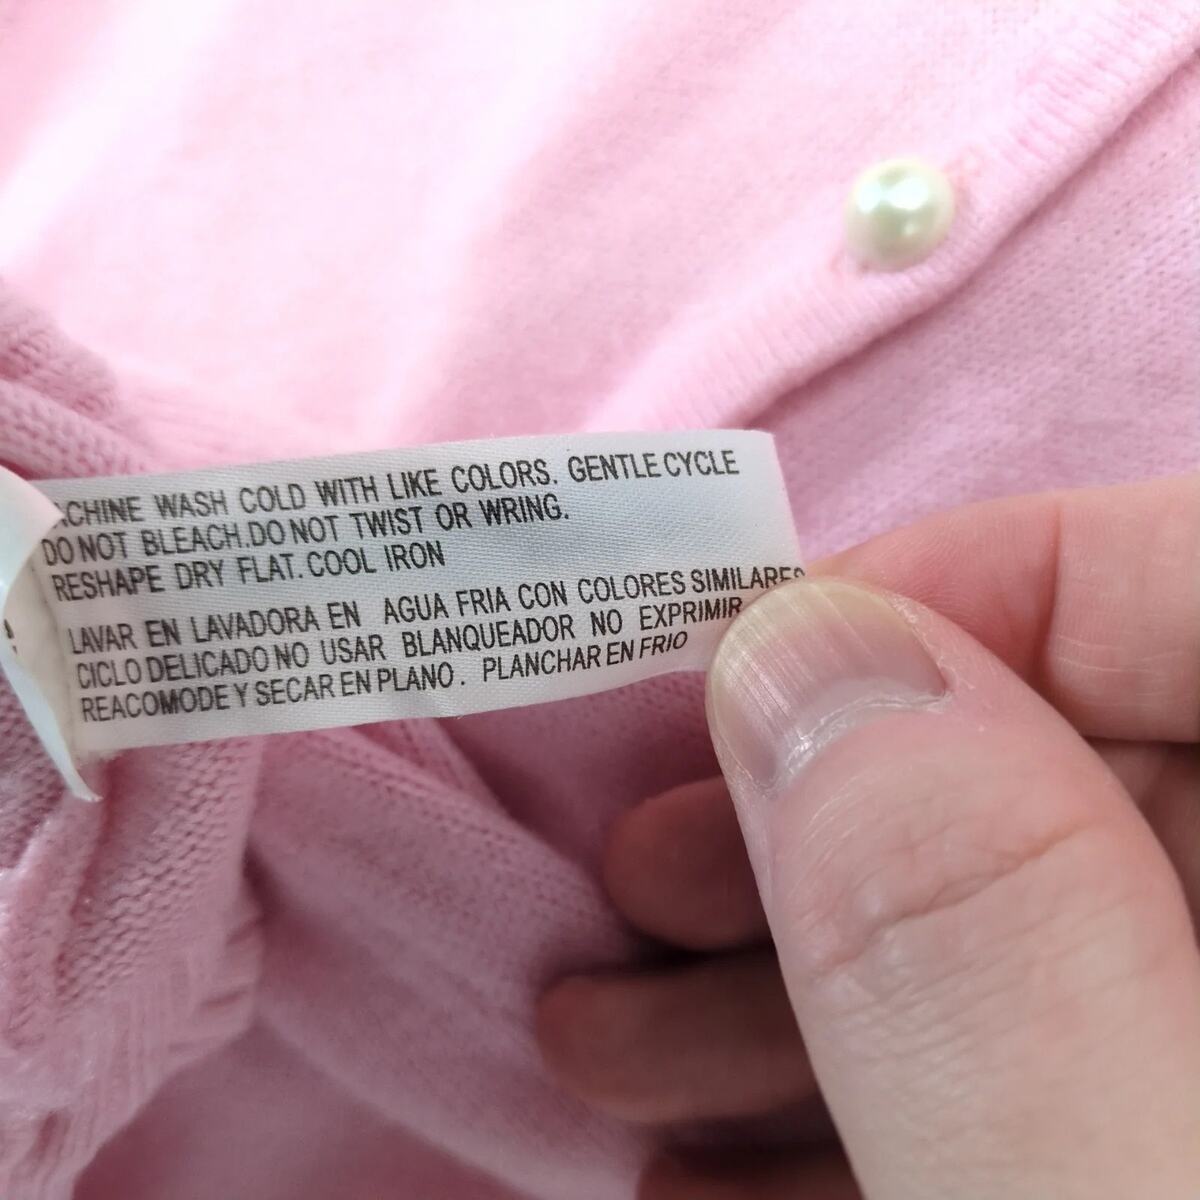 ACHINE WASH COLD WITH LIKE COLORS. GENTLE CYCLE
DO NOT BLEACH.DO NOT TWIST OR WRING.
RESHAPE DRY FLAT. COOL IRON
LAVAR EN LAVADORA EN AGUA FRIA CON COLORES SIMILARES
CICLO DELICADO NO USAR BLANQUEADOR NO EXPRIMIR
REACOMODE Y SECAR EN PLANO. PLANCHAR EN FRIO